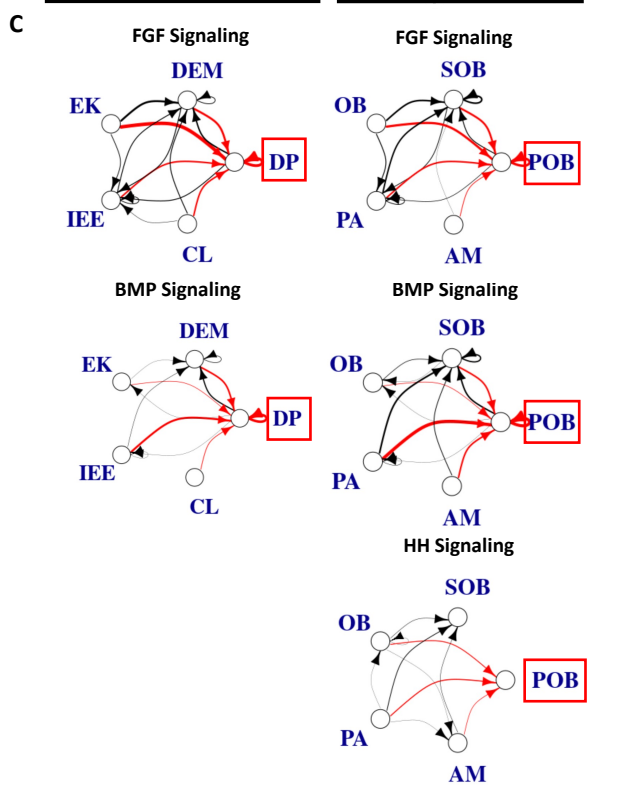 C
FGF Signaling
DEM
EK
DP
IEE
CL
FGF Signaling
SOB
OB
POB
PA
AM
BMP Signaling
DEM
EK
DP
IEE
CL
BMP Signaling
SOB
OB
POB
PA
AM
HH Signaling
SOB
OB
POB
PA
AM